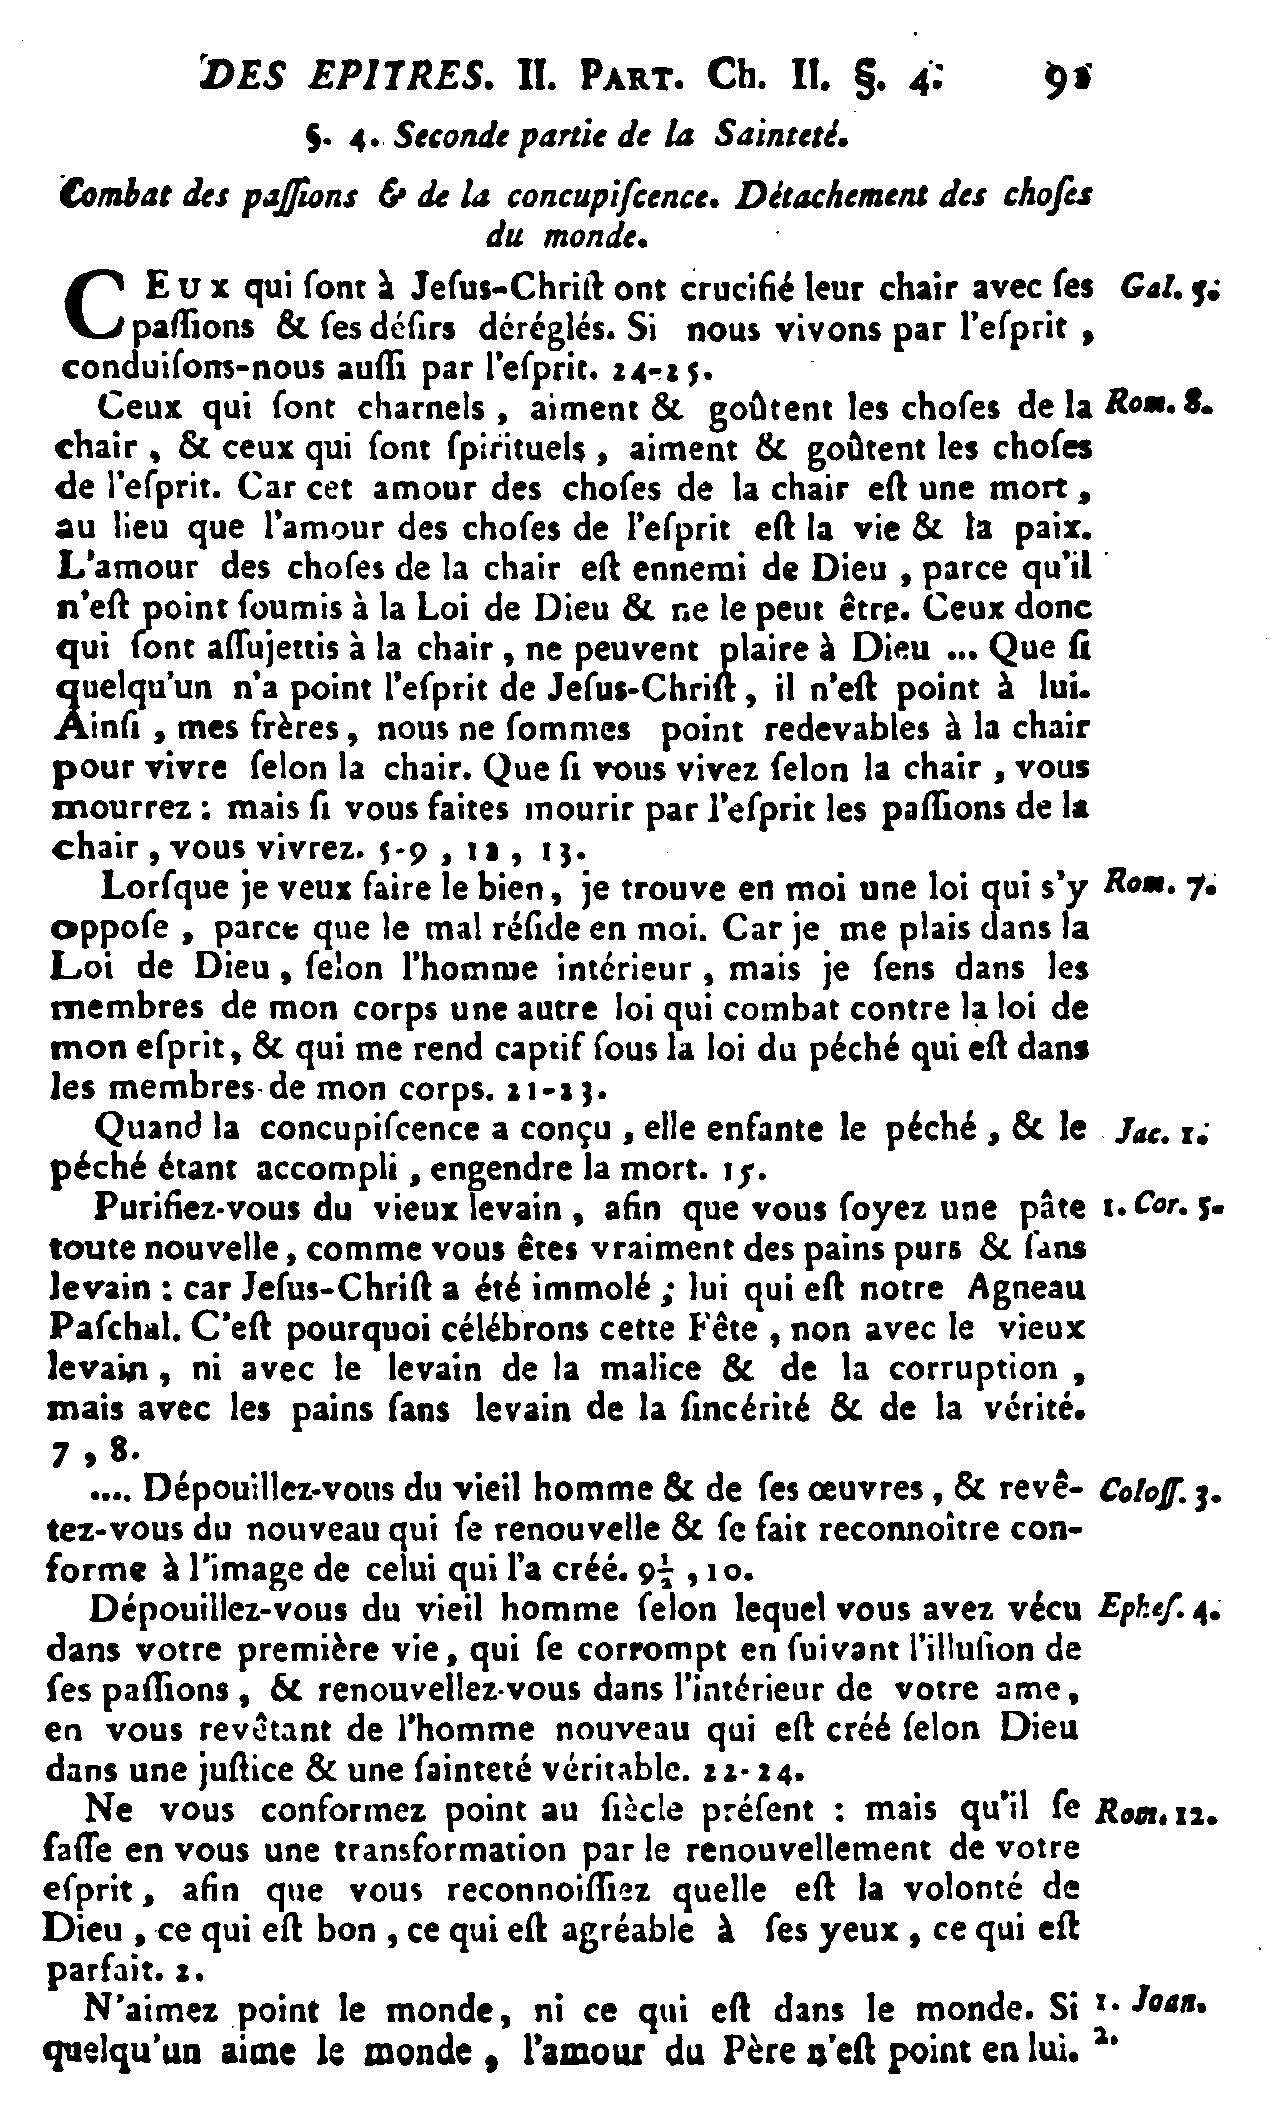 DES EPITRES. II. PART. Ch. II. §. 4. 91
§. 4. Seconde partie de la Sainteté.
Combat des paſſions & de la concupiſcence. Détachement des choſes
du monde.
CEUX qui ſont à Jeſus-Chriſt ont crucifié leur chair avec ſes Gal. 5.
paſſions & ſes déſirs déréglés. Si nous vivons par l'eſprit,
conduiſons-nous auſſi par l'eſprit. 24-25.
Ceux qui ſont charnels, aiment & goûtent les choſes de la Rom. 8.
chair, & ceux qui ſont ſpirituels, aiment & goûtent les choſes
de l'eſprit. Car cet amour des choſes de la chair eſt une mort,
au lieu que l'amour des choſes de l'eſprit eſt la vie & la paix.
L'amour des choſes de la chair eſt ennemi de Dieu, parce qu'il
n'eſt point ſoumis à la Loi de Dieu & ne le peut être. Ceux donc
qui ſont aſſujettis à la chair, ne peuvent plaire à Dieu ... Que ſi
quelqu'un n'a point l'eſprit de Jeſus-Chriſt, il n'eſt point à lui.
Ainſi, mes frères, nous ne ſommes point redevables à la chair
pour vivre ſelon la chair. Que ſi vous vivez ſelon la chair, vous
mourrez : mais ſi vous faites mourir par l'eſprit les paſſions de la
chair, vous vivrez. 5-9, 12, 13.
Lorſque je veux faire le bien, je trouve en moi une loi qui s'y Rom. 7.
oppoſe, parce que le mal réſide en moi. Car je me plais dans la
Loi de Dieu, ſelon l'homme intérieur, mais je ſens dans les
membres de mon corps une autre loi qui combat contre la loi de
mon eſprit, & qui me rend captif ſous la loi du péché qui eſt dans
les membres de mon corps. 21-23.
Quand la concupiſcence a conçu, elle enfante le péché, & le Jac. 1.
péché étant accompli, engendre la mort. 15.
Purifiez-vous du vieux levain, afin que vous ſoyez une pâte 1. Cor. 5.
toute nouvelle, comme vous êtes vraiment des pains purs & ſans
levain : car Jeſus-Chriſt a été immolé ; lui qui eſt notre Agneau
Paſchal. C'eſt pourquoi célébrons cette Fête, non avec le vieux
levain, ni avec le levain de la malice & de la corruption,
mais avec les pains ſans levain de la ſincérité & de la vérité.
7, 8.
.... Dépouillez-vous du vieil homme & de ſes œuvres, & revê- Coloſſ. 3.
tez-vous du nouveau qui ſe renouvelle & ſe fait reconnoître con-
forme à l'image de celui qui l'a créé. 9½, 10.
Dépouillez-vous du vieil homme ſelon lequel vous avez vécu Epheſ. 4.
dans votre première vie, qui ſe corrompt en ſuivant l'illuſion de
ſes paſſions, & renouvellez-vous dans l'intérieur de votre ame,
en vous revêtant de l'homme nouveau qui eſt créé ſelon Dieu
dans une juſtice & une ſainteté véritable. 22-24.
Ne vous conformez point au ſiècle préſent : mais qu'il ſe Rom. 12.
faſſe en vous une transformation par le renouvellement de votre
eſprit, afin que vous reconnoiſſiez quelle eſt la volonté de
Dieu, ce qui eſt bon, ce qui eſt agréable à ſes yeux, ce qui eſt
parfait. 2.
N'aimez point le monde, ni ce qui eſt dans le monde. Si 1. Joan.
quelqu'un aime le monde, l'amour du Père n'eſt point en lui. 2.